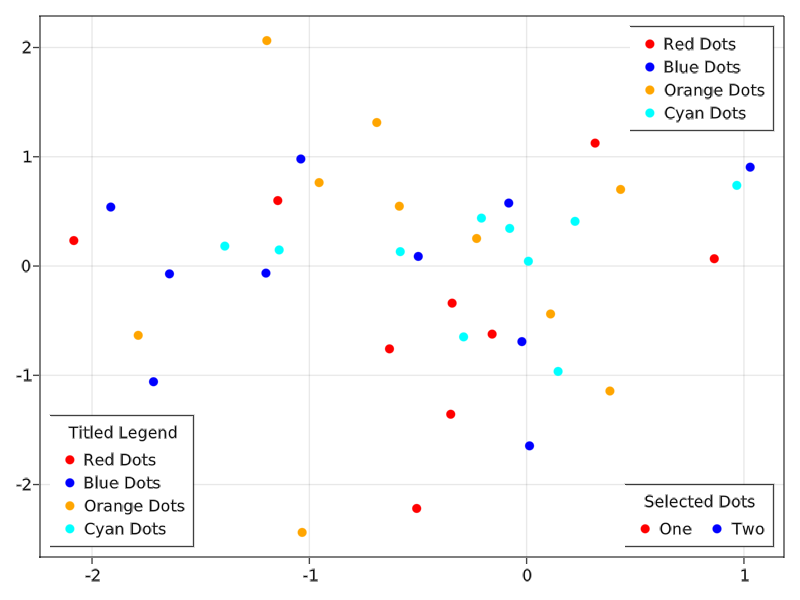 2
1
0
-1
-2
-2
-1
0
1
Red Dots
Blue Dots
Orange Dots
Cyan Dots
Titled Legend
Red Dots
Blue Dots
Orange Dots
Cyan Dots
Selected Dots
One Two